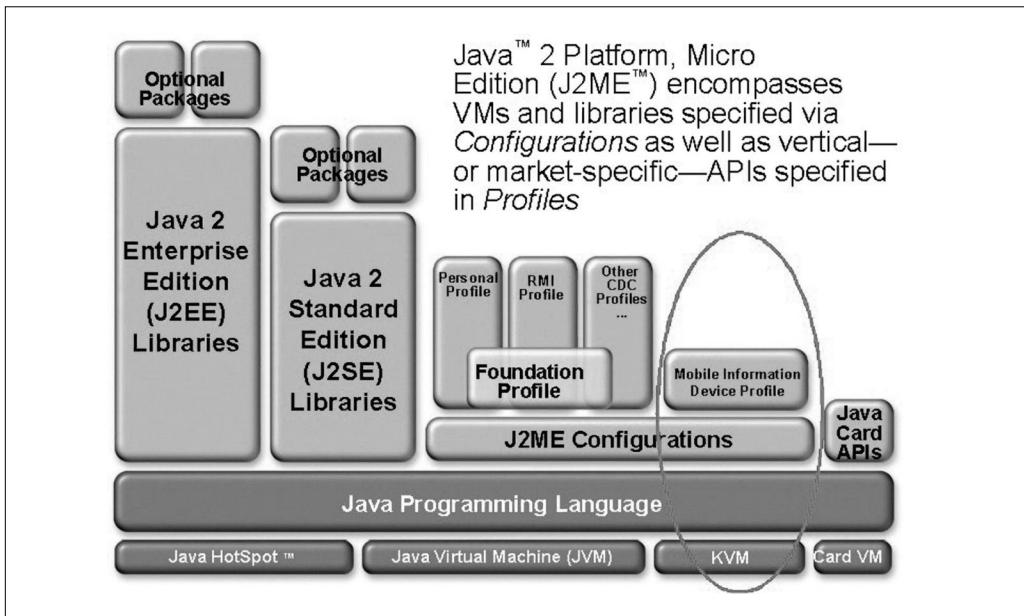 Java™ 2 Platform, Micro
Edition (J2ME™) encompasses
VMs and libraries specified via
Configurations as well as vertical—
or market-specific—APIs specified
in Profiles
Optional
Packages
Optional
Packages
Java 2
Enterprise
Edition
(J2EE)
Libraries
Java 2
Standard
Edition
(J2SE)
Libraries
Personal
Profile
RMI
Profile
Other
CDC
Profiles
...
Foundation
Profile
Mobile Information
Device Profile
J2ME Configurations
Java
Card
APIs
Java Programming Language
Java HotSpot ™
Java Virtual Machine (JVM)
KVM
Card VM